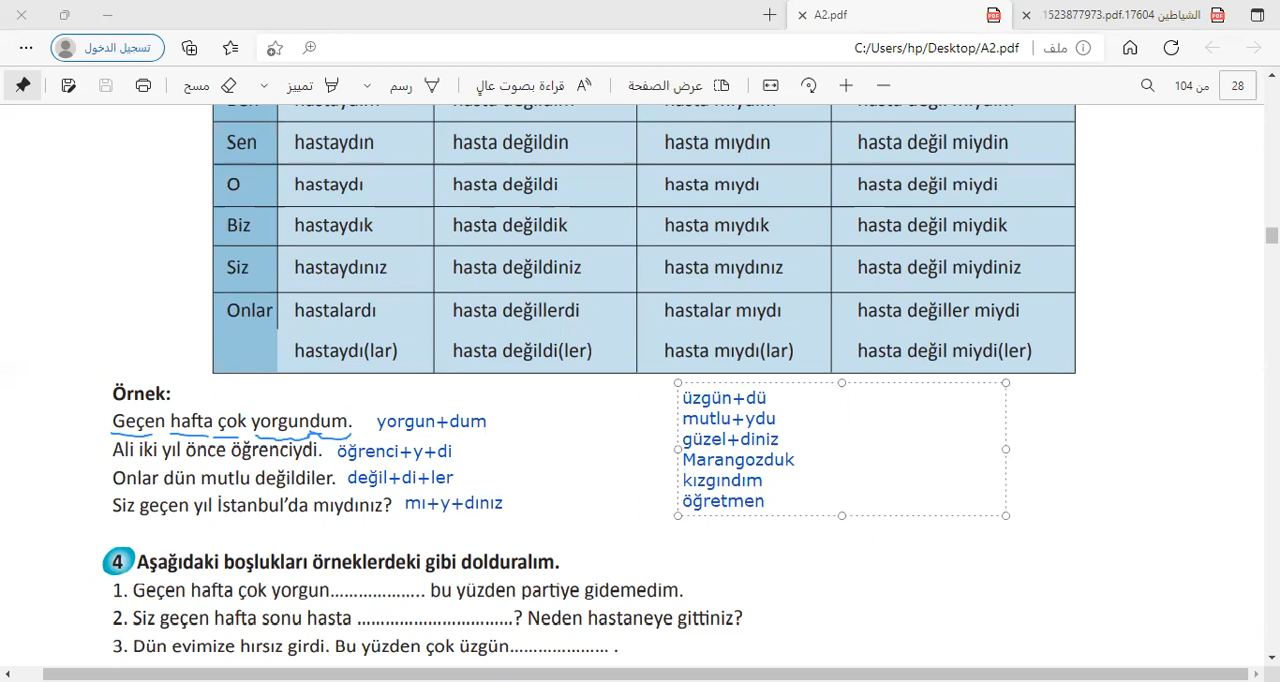 A2.pdf
الشياطين 17604.1523877973.pdf
تسجيل الدخول
C:/Users/hp/Desktop/A2.pdf
ملف
مسح
تمييز
رسم
قراءة بصوت عالٍ
عرض الصفحة
من 104
28
Sen hastaydın hasta değildin hasta mıydın hasta değil miydin
O hastaydı hasta değildi hasta mıydı hasta değil miydi
Biz hastaydık hasta değildik hasta mıydık hasta değil miydik
Siz hastaydınız hasta değildiniz hasta mıydınız hasta değil miydiniz
Onlar hastalardı hasta değillerdi hastalar mıydı hasta değiller miydi
hastaydı(lar) hasta değildi(ler) hasta mıydı(lar) hasta değil miydi(ler)
Örnek:
Geçen hafta çok yorgundum. yorgun+dum
Ali iki yıl önce öğrenciydi. öğrenci+y+di
Onlar dün mutlu değildiler. değil+di+ler
Siz geçen yıl İstanbul'da mıydınız? mı+y+dınız
üzgün+dü
mutlu+ydu
güzel+diniz
Marangozduk
kızgındım
öğretmen
4 Aşağıdaki boşlukları örneklerdeki gibi dolduralım.
1. Geçen hafta çok yorgun……………….. bu yüzden partiye gidemedim.
2. Siz geçen hafta sonu hasta …………………………..? Neden hastaneye gittiniz?
3. Dün evimize hırsız girdi. Bu yüzden çok üzgün………………… .